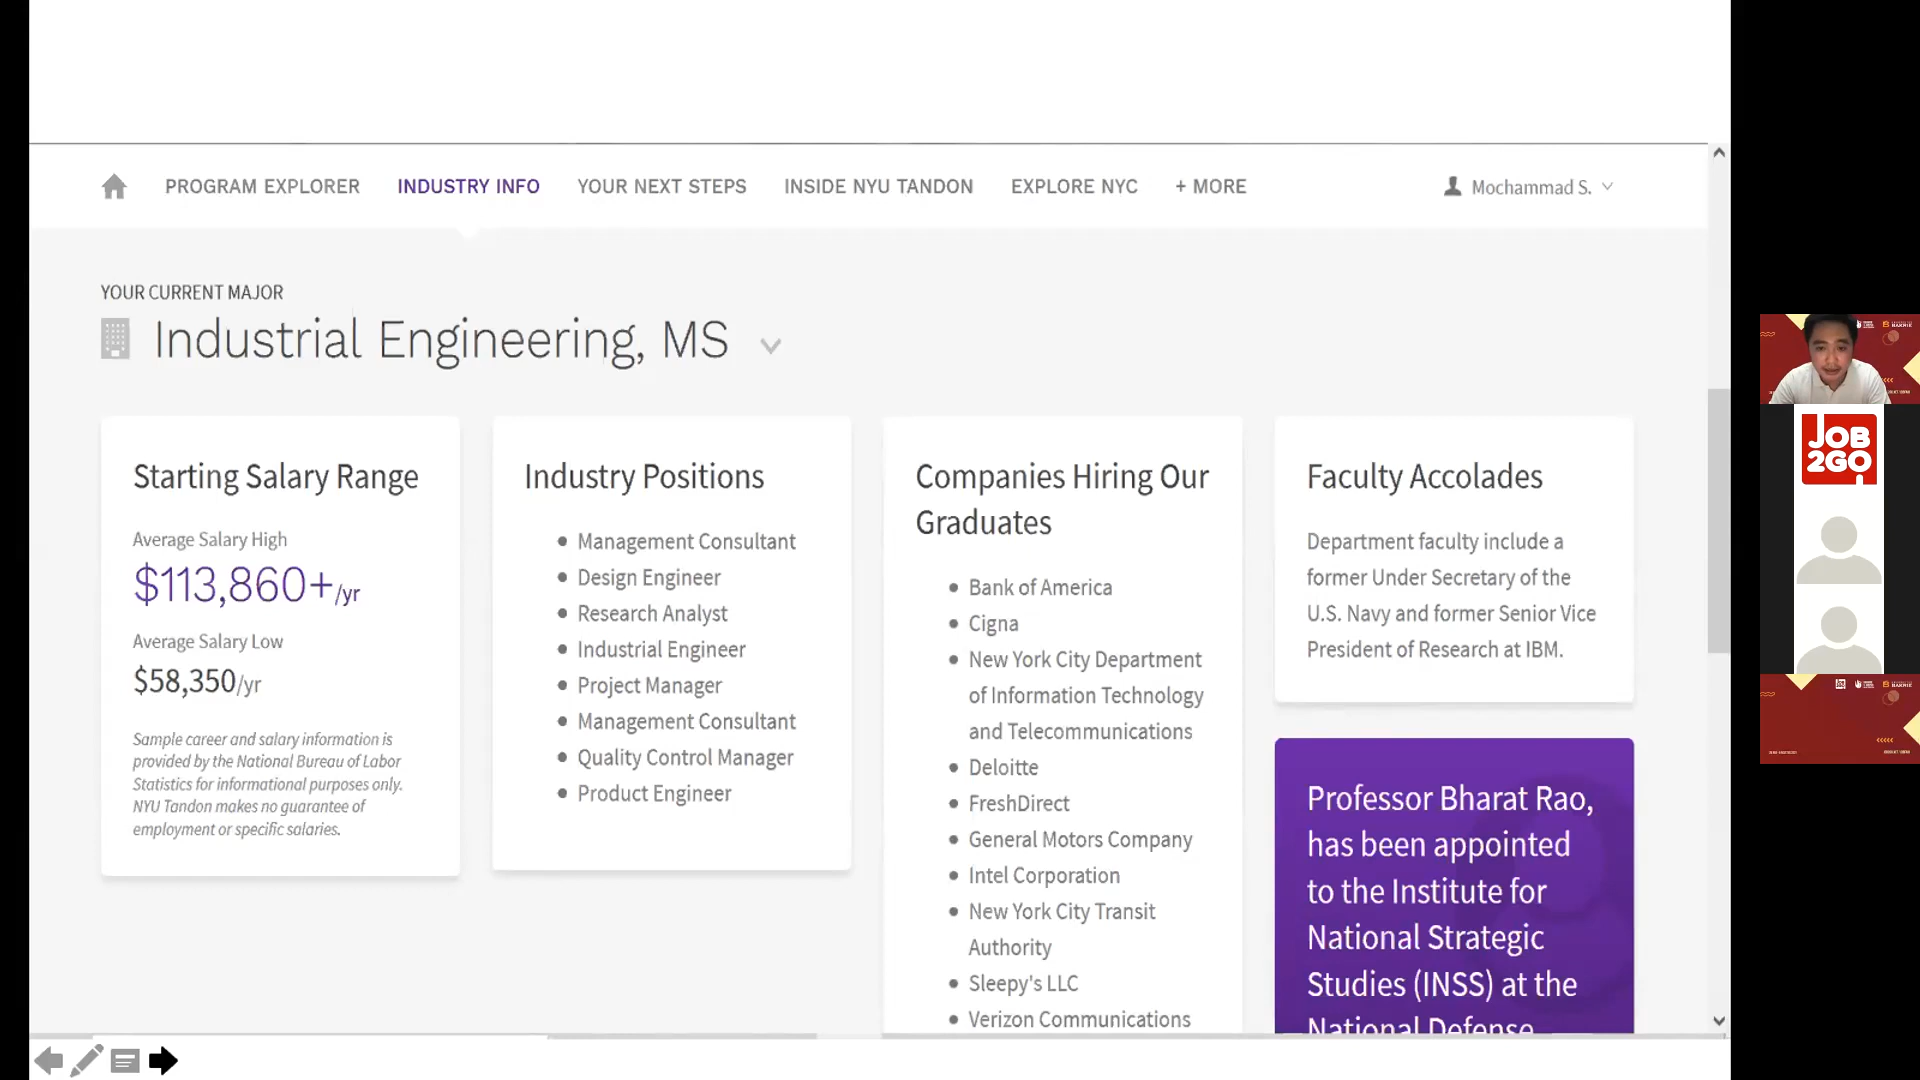 PROGRAM EXPLORER
INDUSTRY INFO
YOUR NEXT STEPS
INSIDE NYU TANDON
EXPLORE NYC
+ MORE
Mochammad S.
YOUR CURRENT MAJOR
Industrial Engineering, MS
Starting Salary Range
Average Salary High
$113,860+/yr
Average Salary Low
$58,350/yr
Sample career and salary information is
provided by the National Bureau of Labor
Statistics for informational purposes only.
NYU Tandon makes no guarantee of
employment or specific salaries.
Industry Positions
Management Consultant
Design Engineer
Research Analyst
Industrial Engineer
Project Manager
Management Consultant
Quality Control Manager
Product Engineer
Companies Hiring Our
Graduates
Bank of America
Cigna
New York City Department
of Information Technology
and Telecommunications
Deloitte
FreshDirect
General Motors Company
Intel Corporation
New York City Transit
Authority
Sleepy's LLC
Verizon Communications
Faculty Accolades
Department faculty include a
former Under Secretary of the
U.S. Navy and former Senior Vice
President of Research at IBM.
Professor Bharat Rao,
has been appointed
to the Institute for
National Strategic
Studies (INSS) at the
National Defense
JOB
2GO